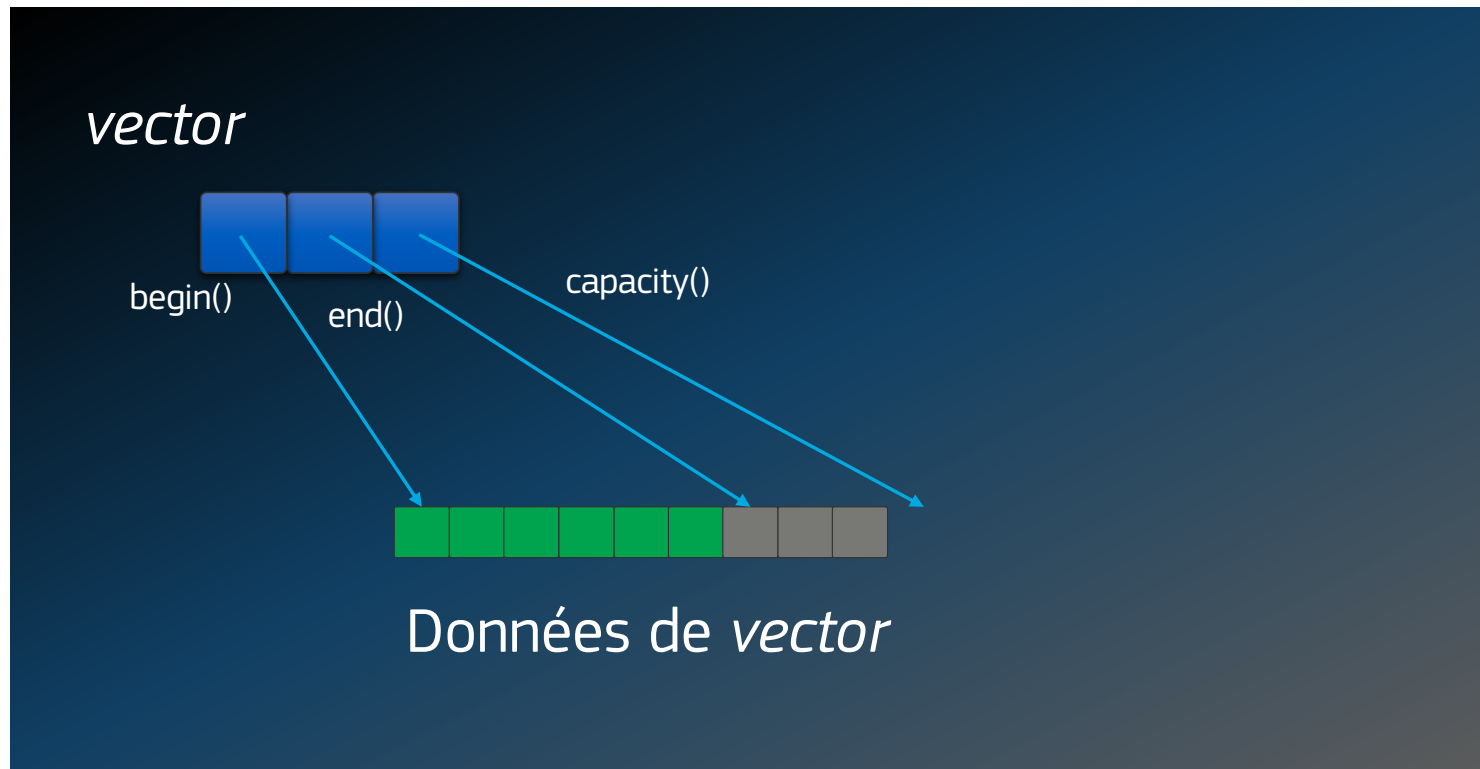 vector
begin()
end()
capacity()
Données de vector